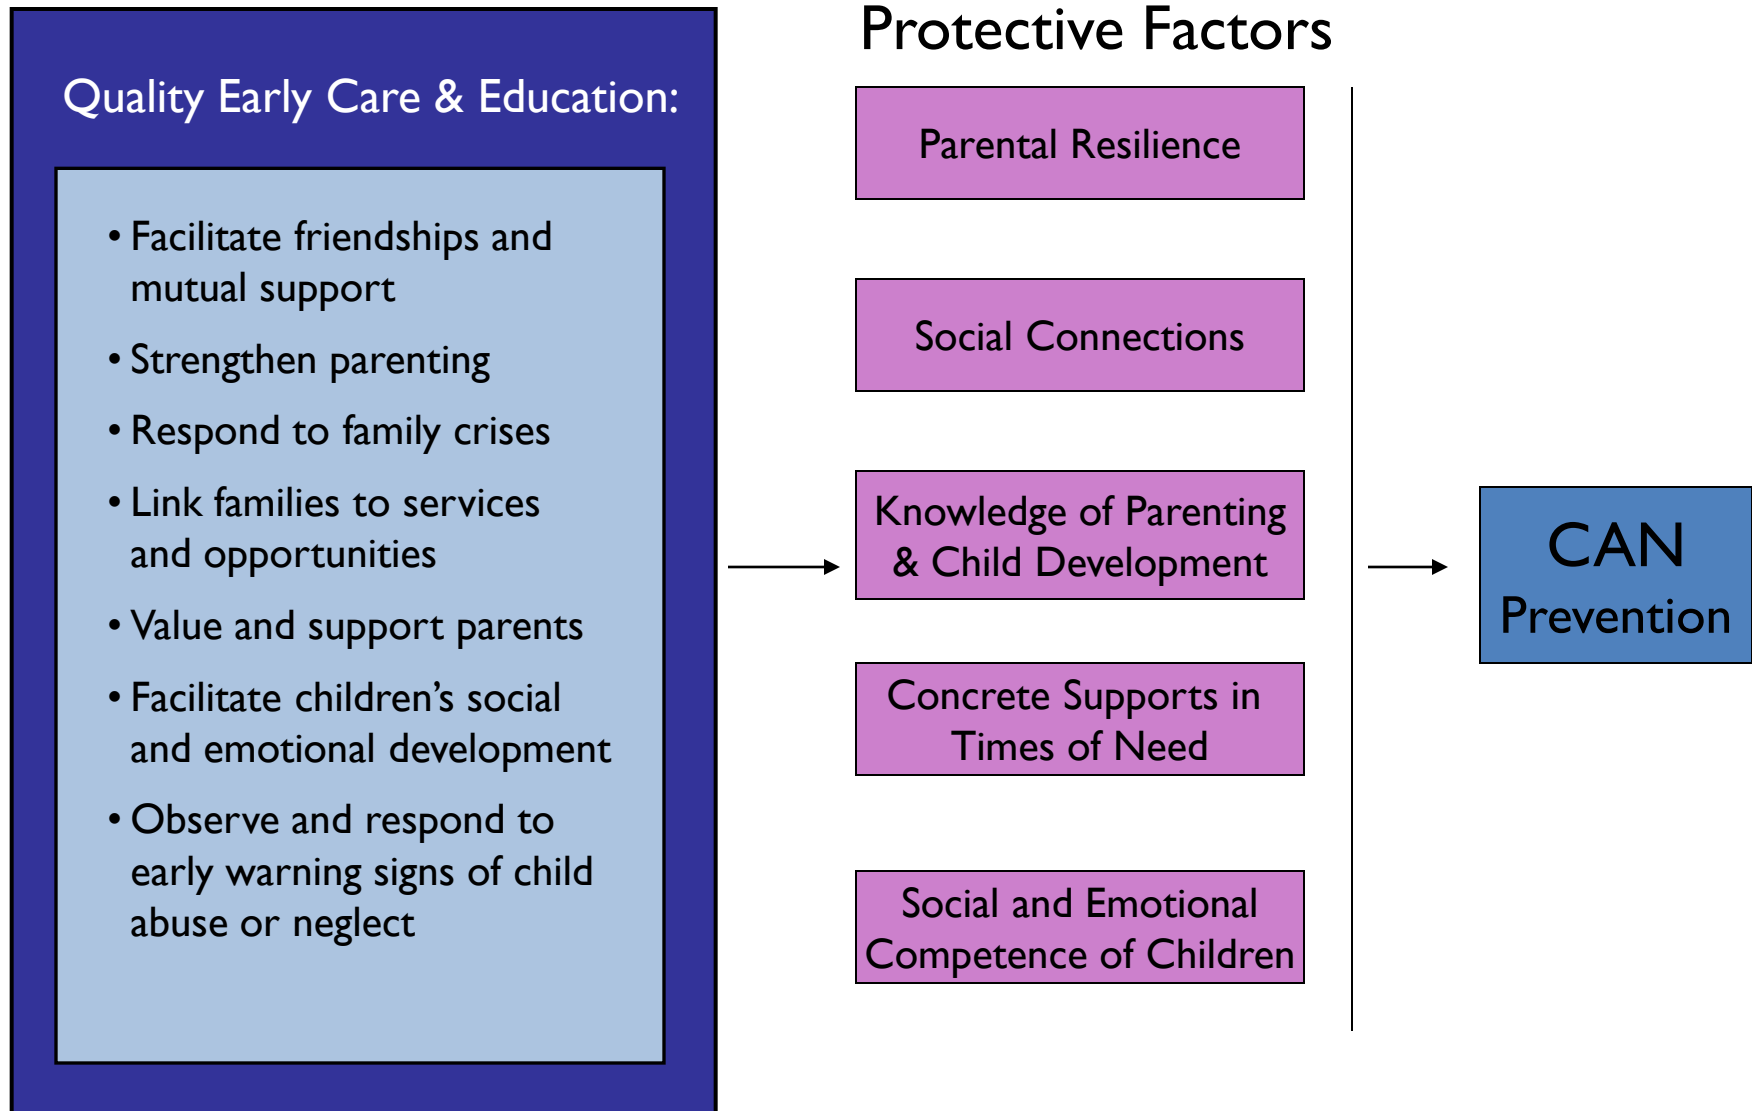 Quality Early Care & Education:
• Facilitate friendships and
mutual support
• Strengthen parenting
• Respond to family crises
• Link families to services
and opportunities
• Value and support parents
• Facilitate children’s social
and emotional development
• Observe and respond to
early warning signs of child
abuse or neglect
Protective Factors
Parental Resilience
Social Connections
Knowledge of Parenting
& Child Development
Concrete Supports in
Times of Need
Social and Emotional
Competence of Children
CAN
Prevention